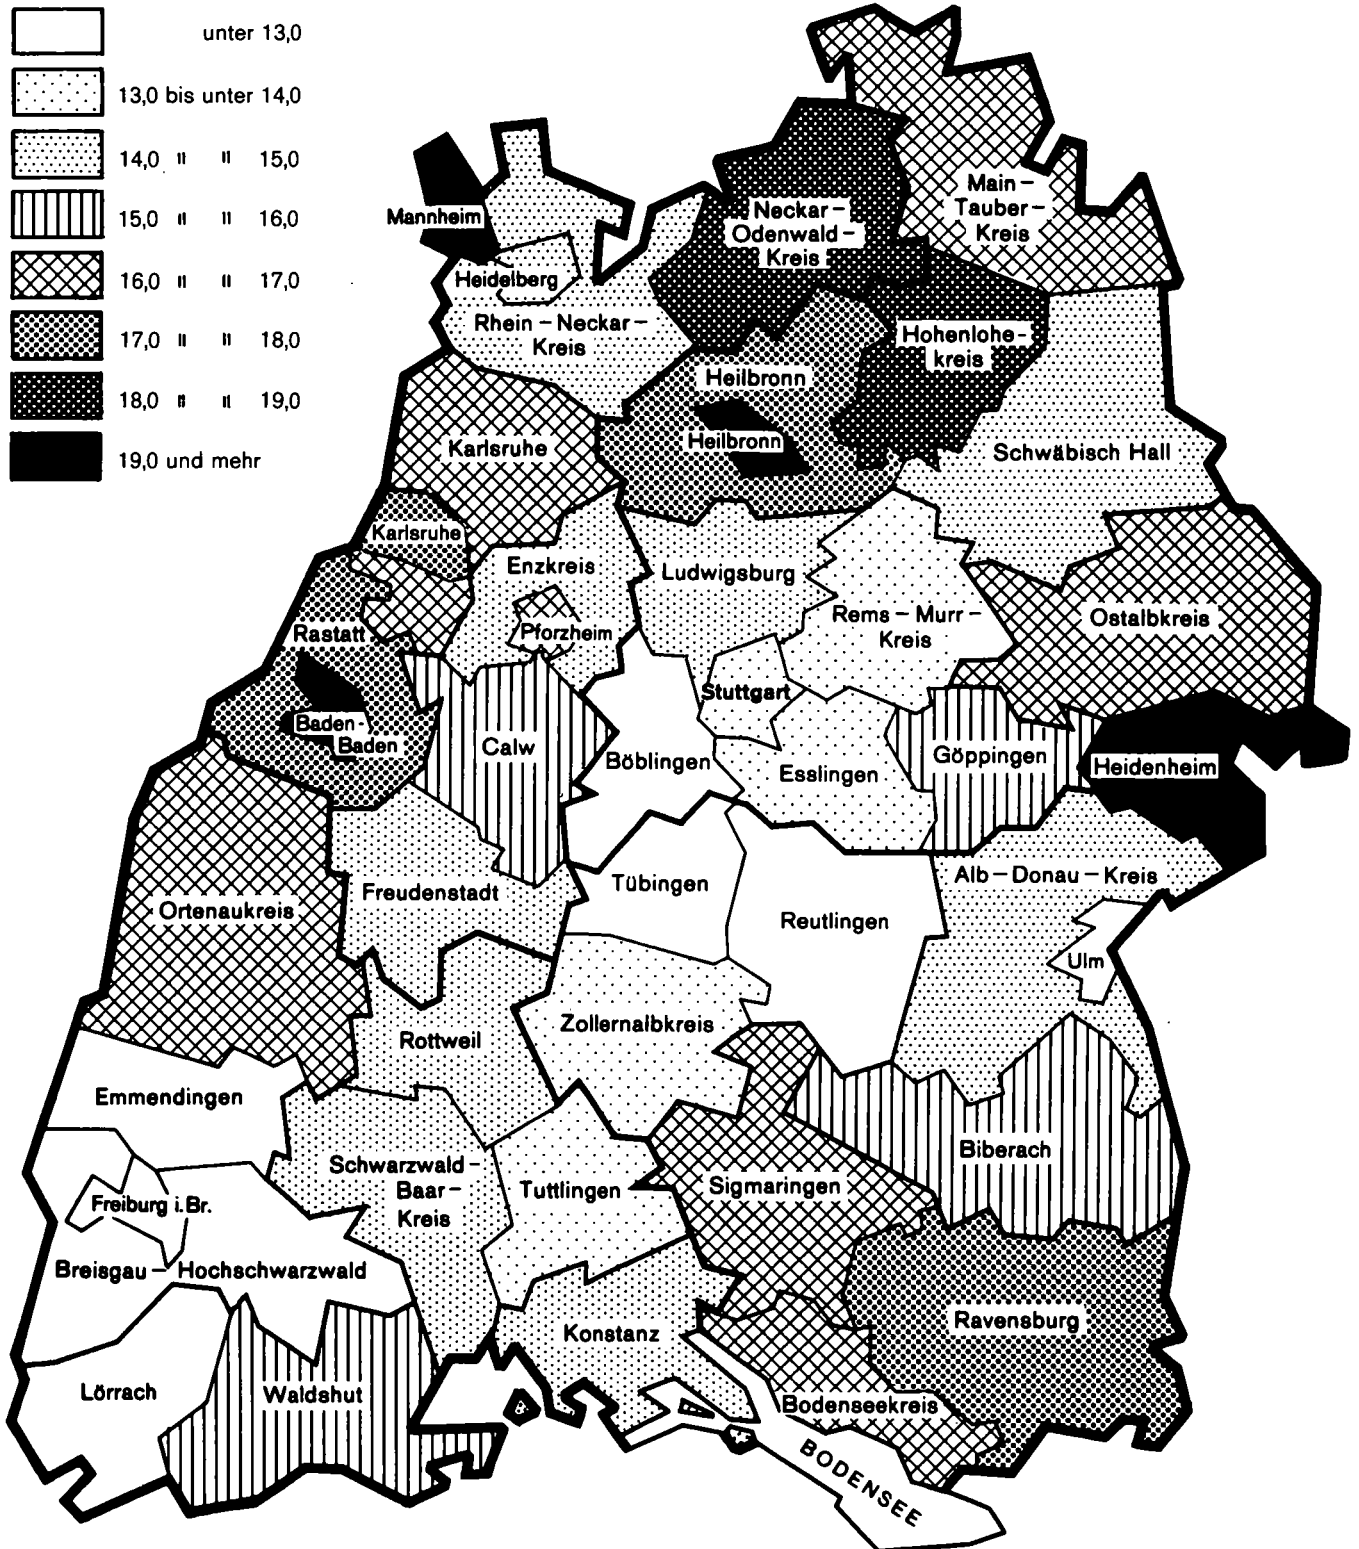 unter 13,0
13,0 bis unter 14,0
14,0 " " 15,0
15,0 " " 16,0
16,0 " " 17,0
17,0 " " 18,0
18,0 " " 19,0
19,0 und mehr
Mannheim
Heidelberg
Rhein – Neckar –
Kreis
Neckar –
Odenwald –
Kreis
Main –
Tauber –
Kreis
Hohenlohe-
kreis
Heilbronn
Heilbronn
Karlsruhe
Schwäbisch Hall
Karlsruhe
Enzkreis
Ludwigsburg
Pforzheim
Rems – Murr –
Kreis
Ostalbkreis
Rastatt
Stuttgart
Baden -
Baden
Calw
Böblingen
Esslingen
Göppingen
Heidenheim
Freudenstadt
Tübingen
Alb – Donau – Kreis
Ortenaukreis
Reutlingen
Ulm
Rottweil
Zollernalbkreis
Emmendingen
Biberach
Schwarzwald –
Baar –
Kreis
Tuttlingen
Sigmaringen
Freiburg i. Br.
Breisgau – Hochschwarzwald
Konstanz
Ravensburg
Lörrach
Waldshut
Bodenseekreis
BODENSEE